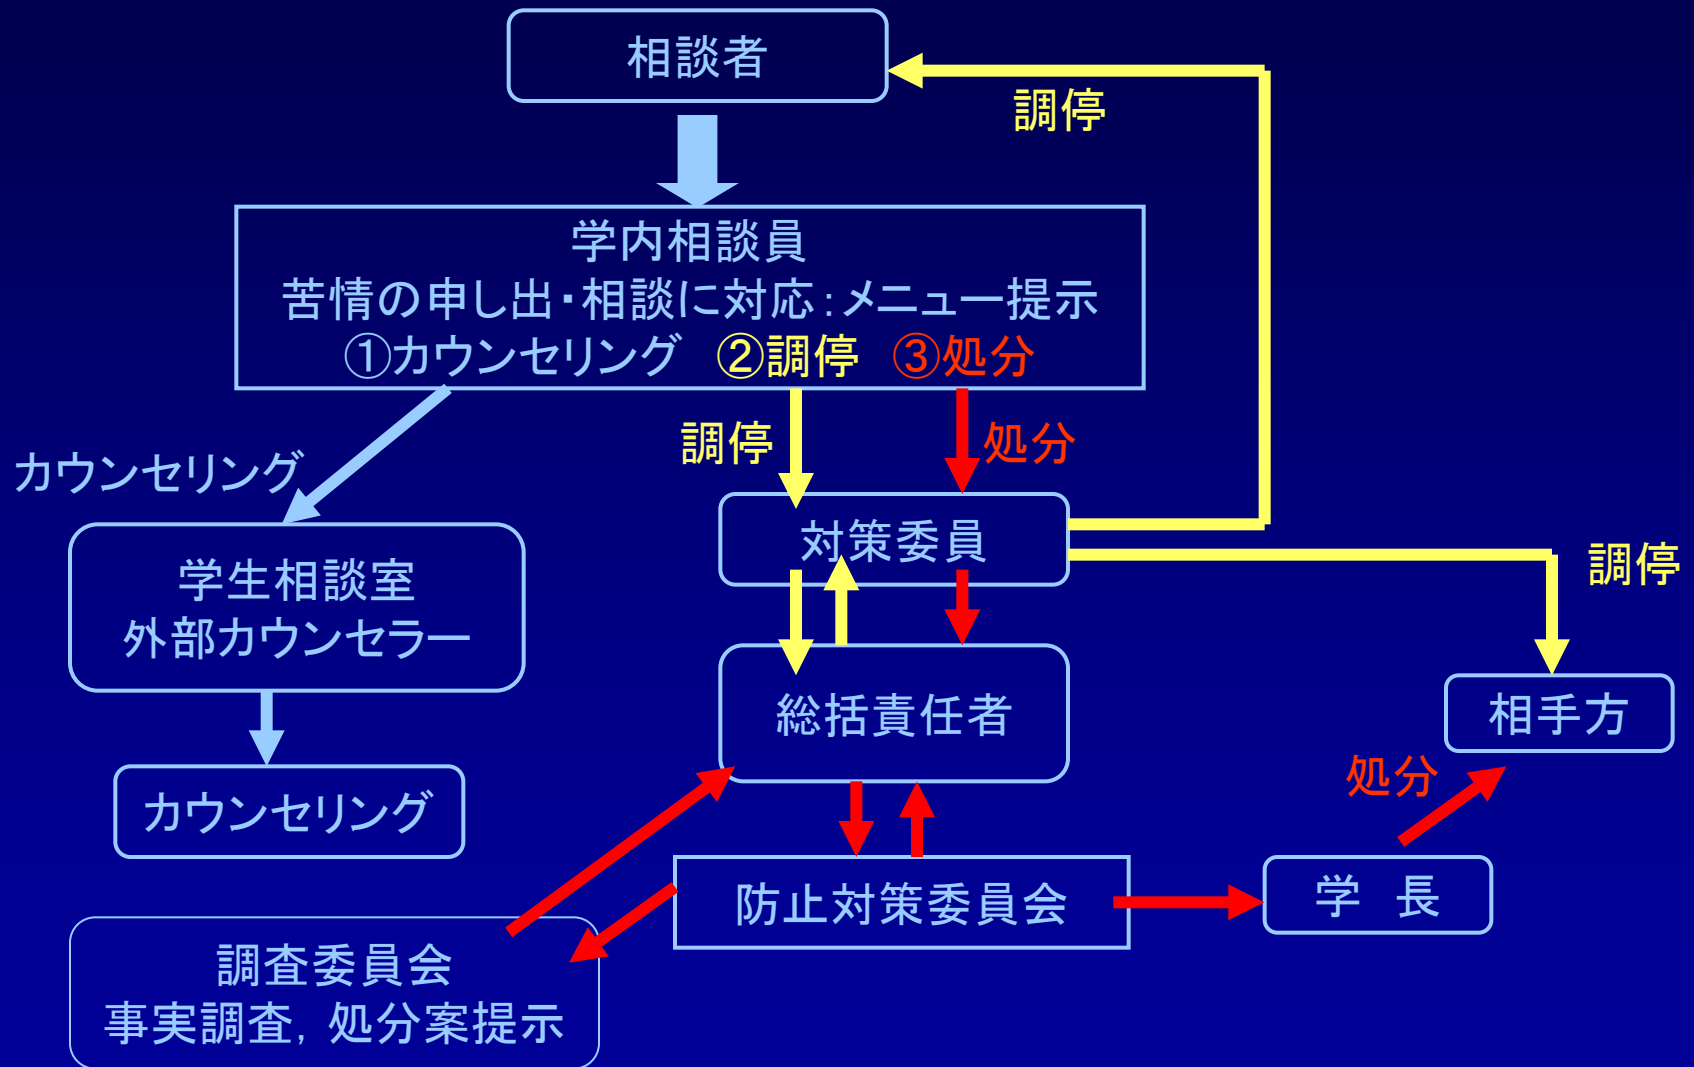 相談者
調停
学内相談員
苦情の申し出・相談に対応：メニュー提示
①カウンセリング ②調停 ③処分
調停
処分
カウンセリング
対策委員
調停
学生相談室
外部カウンセラー
総括責任者
相手方
処分
カウンセリング
防止対策委員会
学 長
調査委員会
事実調査，処分案提示